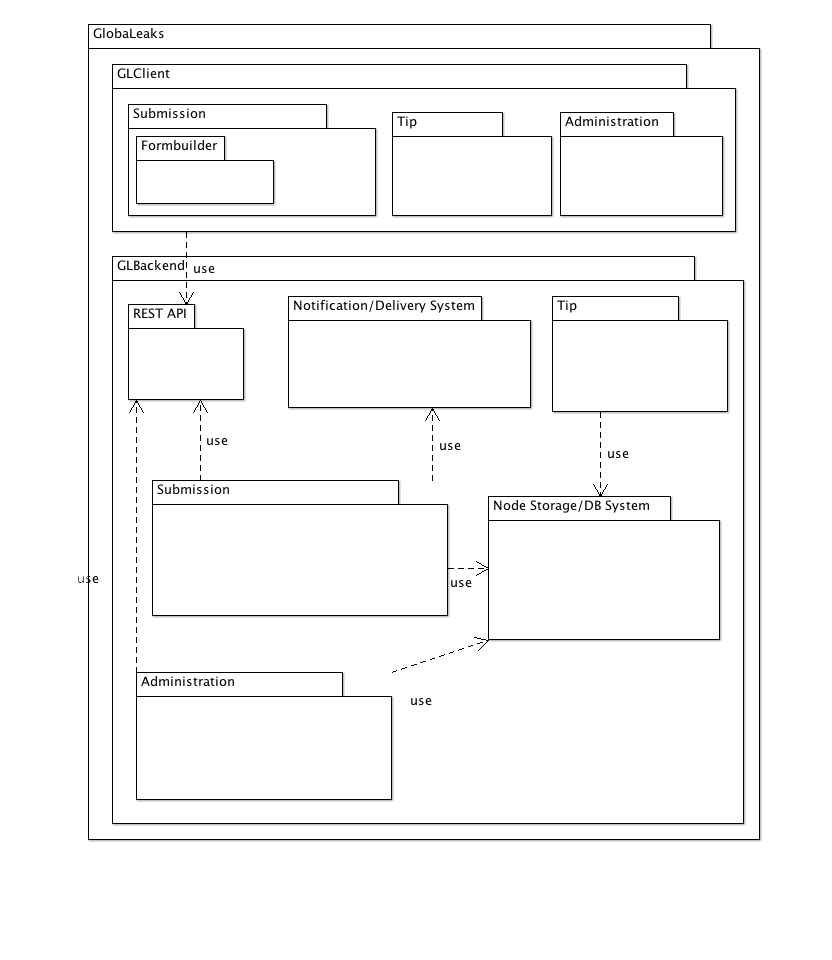 GlobaLeaks
GLClient
Submission
Formbuilder
Tip
Administration
use
GLBackend
REST API
Notification/Delivery System
Tip
use
use
use
Submission
Node Storage/DB System
use
use
Administration
use